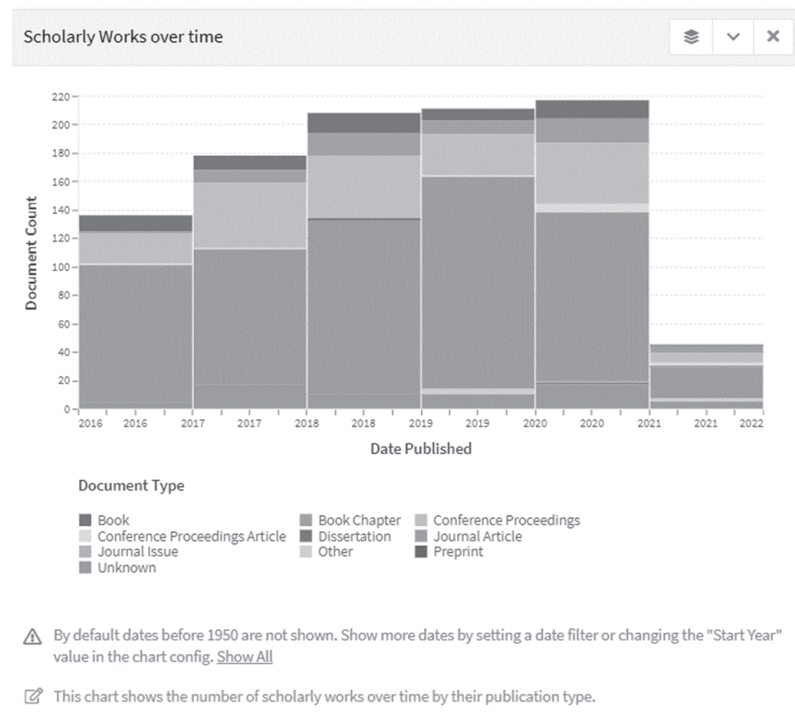 Scholarly Works over time
220
200
180
160
140
120
100
80
60
40
20
0
Document Count
2016 2016 2017 2017 2018 2018 2019 2019 2020 2020 2021 2021 2022
Date Published
Document Type
Book Book Chapter Conference Proceedings
Conference Proceedings Article Dissertation Journal Article
Journal Issue Other Preprint
Unknown
By default dates before 1950 are not shown. Show more dates by setting a date filter or changing the "Start Year"
value in the chart config. Show All
This chart shows the number of scholarly works over time by their publication type.